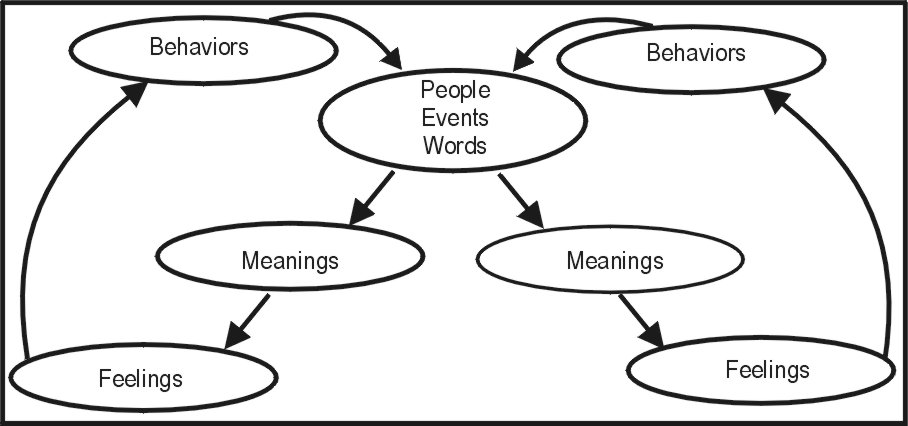 Behaviors
Behaviors
People
Events
Words
Meanings
Meanings
Feelings
Feelings